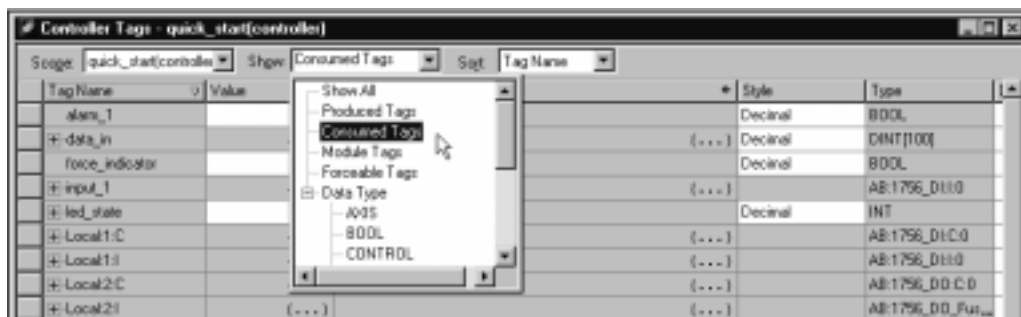 Controller Tags - quick_start(controller)
Scope: quick_start(controlle Show: Consumed Tags Sort: Tag Name
Tag Name Value Style Type
alarm_1 Decimal BOOL
data_in {...} Decimal DINT[100]
force_indicator Decimal BOOL
input_1 {...} AB:1756_DI:I:0
led_state Decimal INT
Local:1:C {...} AB:1756_DI:C:0
Local:1:I {...} AB:1756_DI:I:0
Local:2:C {...} AB:1756_DO:C:0
Local:2:I {...} {...} AB:1756_DO_Fus...
Show All
Produced Tags
Consumed Tags
Module Tags
Forceable Tags
Data Type
AXIS
BOOL
CONTROL